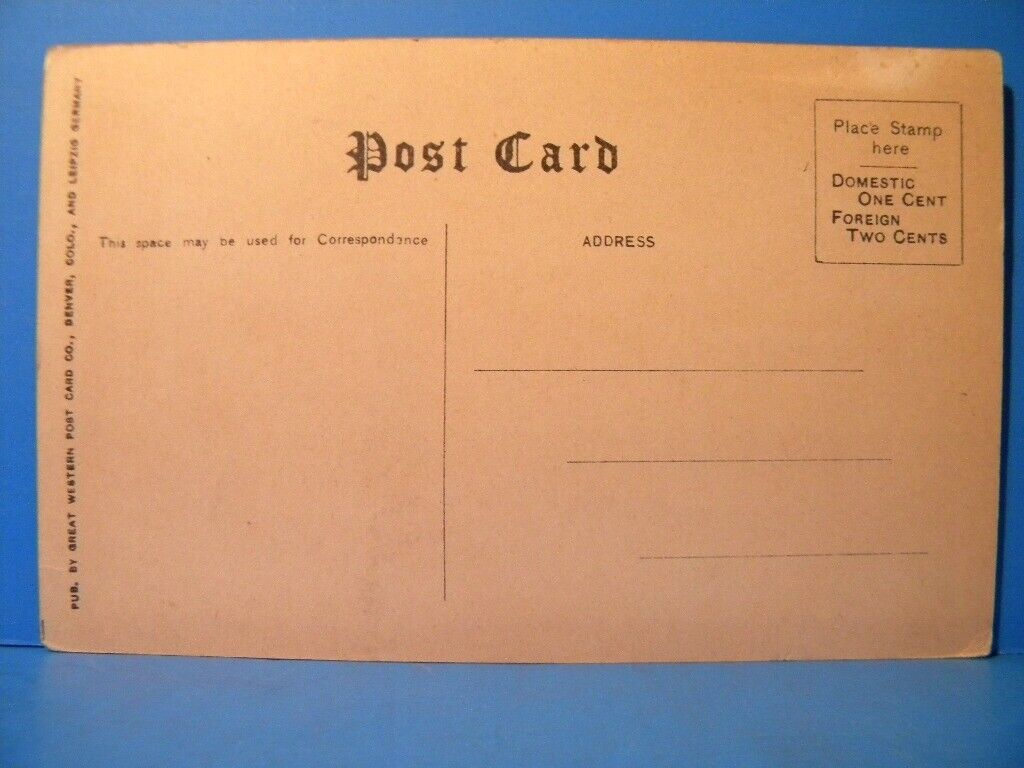 Post Card
Place Stamp
here
DOMESTIC
ONE CENT
FOREIGN
TWO CENTS
This space may be used for Correspondence
ADDRESS
PUB. BY GREAT WESTERN POST CARD CO., DENVER, COLO., AND LEIPZIG GERMANY